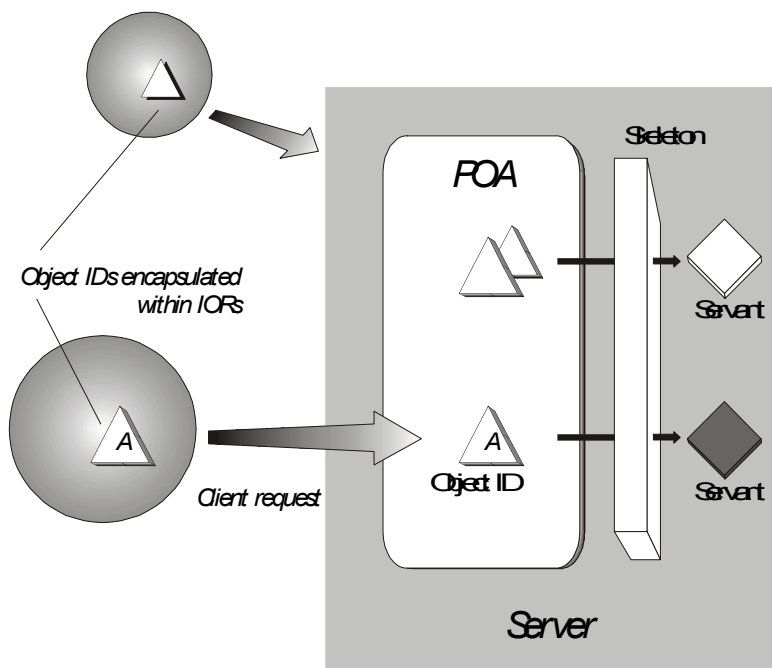 Skeleton
POA
Object IDs encapsulated
within IORs
Servant
A
A
Object ID
Client request
Servant
Server